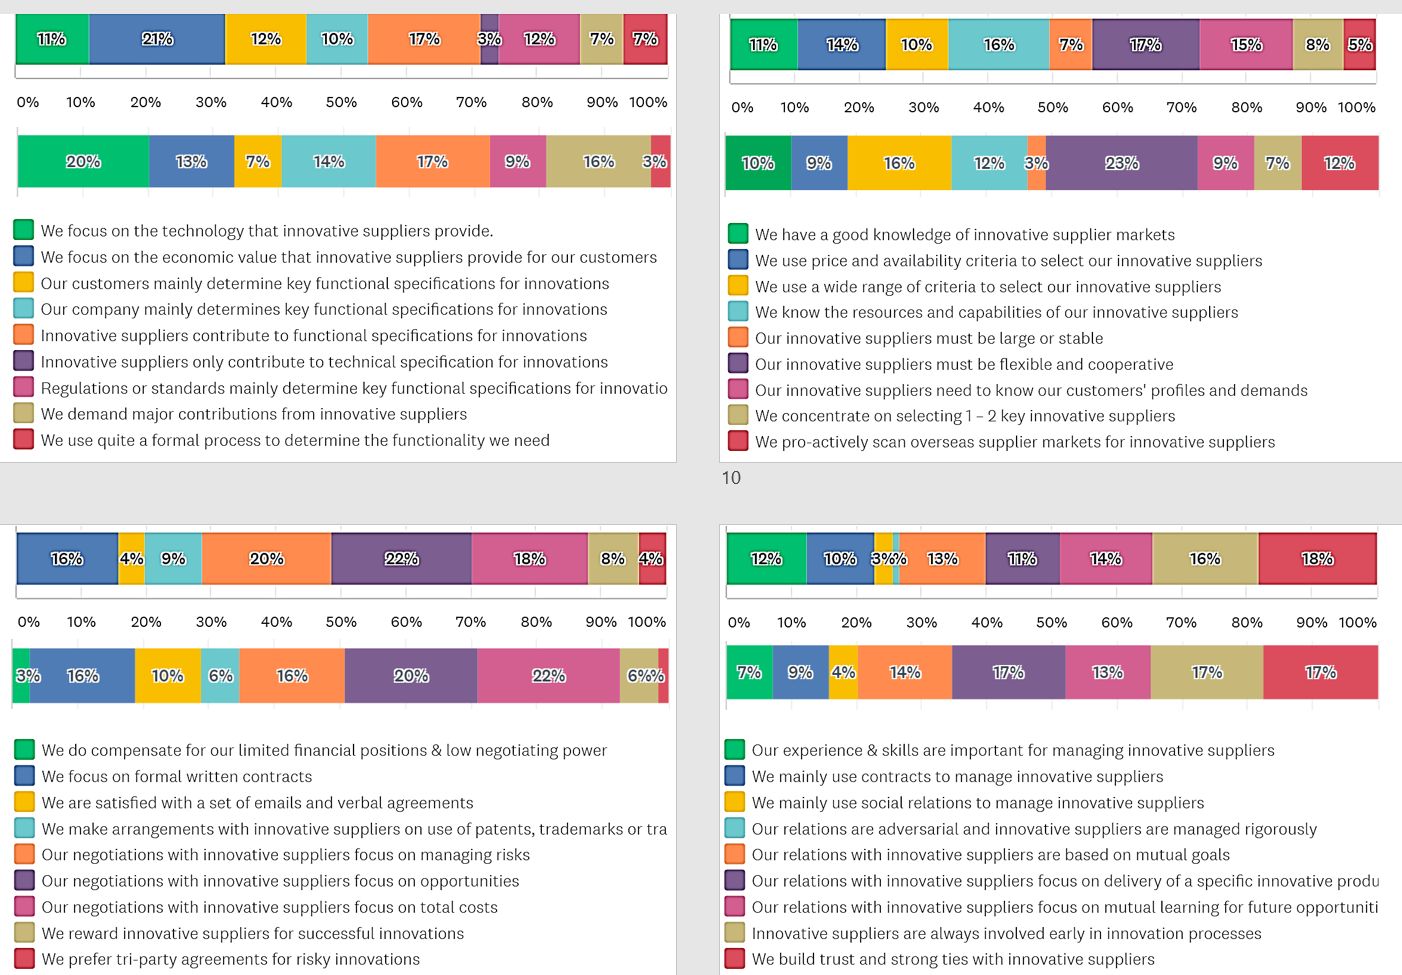 11% 21% 12% 10% 17% 3% 12% 7% 7%
0% 10% 20% 30% 40% 50% 60% 70% 80% 90% 100%
20% 13% 7% 14% 17% 9% 16% 3%
We focus on the technology that innovative suppliers provide.
We focus on the economic value that innovative suppliers provide for our customers
Our customers mainly determine key functional specifications for innovations
Our company mainly determines key functional specifications for innovations
Innovative suppliers contribute to functional specifications for innovations
Innovative suppliers only contribute to technical specification for innovations
Regulations or standards mainly determine key functional specifications for innovatio
We demand major contributions from innovative suppliers
We use quite a formal process to determine the functionality we need
11% 14% 10% 16% 7% 17% 15% 8% 5%
0% 10% 20% 30% 40% 50% 60% 70% 80% 90% 100%
10% 9% 16% 12% 3% 23% 9% 7% 12%
We have a good knowledge of innovative supplier markets
We use price and availability criteria to select our innovative suppliers
We use a wide range of criteria to select our innovative suppliers
We know the resources and capabilities of our innovative suppliers
Our innovative suppliers must be large or stable
Our innovative suppliers must be flexible and cooperative
Our innovative suppliers need to know our customers' profiles and demands
We concentrate on selecting 1 – 2 key innovative suppliers
We pro-actively scan overseas supplier markets for innovative suppliers
10
16% 4% 9% 20% 22% 18% 8% 4%
0% 10% 20% 30% 40% 50% 60% 70% 80% 90% 100%
3% 16% 10% 6% 16% 20% 22% 6% %
We do compensate for our limited financial positions & low negotiating power
We focus on formal written contracts
We are satisfied with a set of emails and verbal agreements
We make arrangements with innovative suppliers on use of patents, trademarks or tra
Our negotiations with innovative suppliers focus on managing risks
Our negotiations with innovative suppliers focus on opportunities
Our negotiations with innovative suppliers focus on total costs
We reward innovative suppliers for successful innovations
We prefer tri-party agreements for risky innovations
12% 10% 3% % 13% 11% 14% 16% 18%
0% 10% 20% 30% 40% 50% 60% 70% 80% 90% 100%
7% 9% 4% 14% 17% 13% 17% 17%
Our experience & skills are important for managing innovative suppliers
We mainly use contracts to manage innovative suppliers
We mainly use social relations to manage innovative suppliers
Our relations are adversarial and innovative suppliers are managed rigorously
Our relations with innovative suppliers are based on mutual goals
Our relations with innovative suppliers focus on delivery of a specific innovative produ
Our relations with innovative suppliers focus on mutual learning for future opportuniti
Innovative suppliers are always involved early in innovation processes
We build trust and strong ties with innovative suppliers